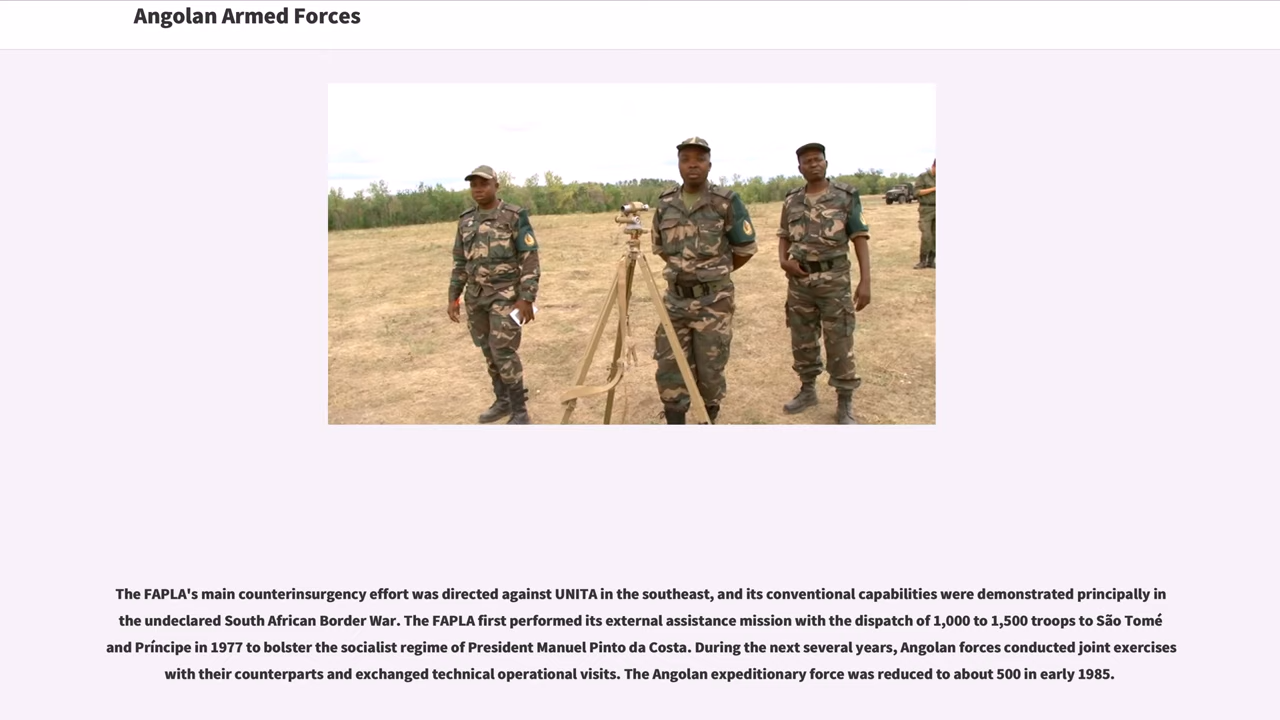 Angolan Armed Forces
The FAPLA's main counterinsurgency effort was directed against UNITA in the southeast, and its conventional capabilities were demonstrated principally in
the undeclared South African Border War. The FAPLA first performed its external assistance mission with the dispatch of 1,000 to 1,500 troops to São Tomé
and Príncipe in 1977 to bolster the socialist regime of President Manuel Pinto da Costa. During the next several years, Angolan forces conducted joint exercises
with their counterparts and exchanged technical operational visits. The Angolan expeditionary force was reduced to about 500 in early 1985.